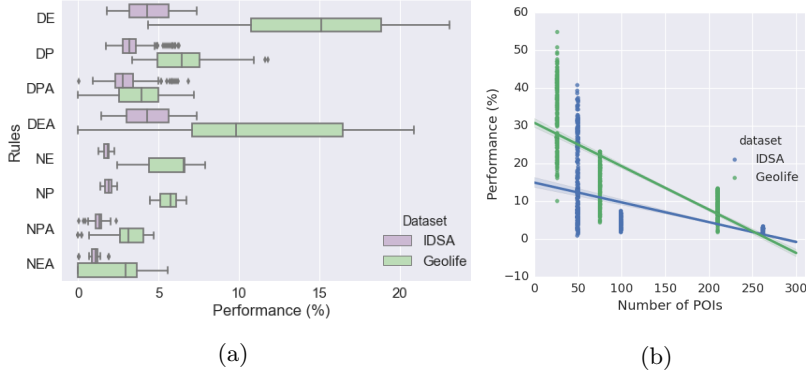 DE
DP
DPA
DEA
NE
NP
NPA
NEA
Rules
0 5 10 15 20
Performance (%)
Dataset
IDSA
Geolife
(a)
60
50
40
30
20
10
0
−10
Performance (%)
0 50 100 150 200 250 300
Number of POIs
dataset
IDSA
Geolife
(b)